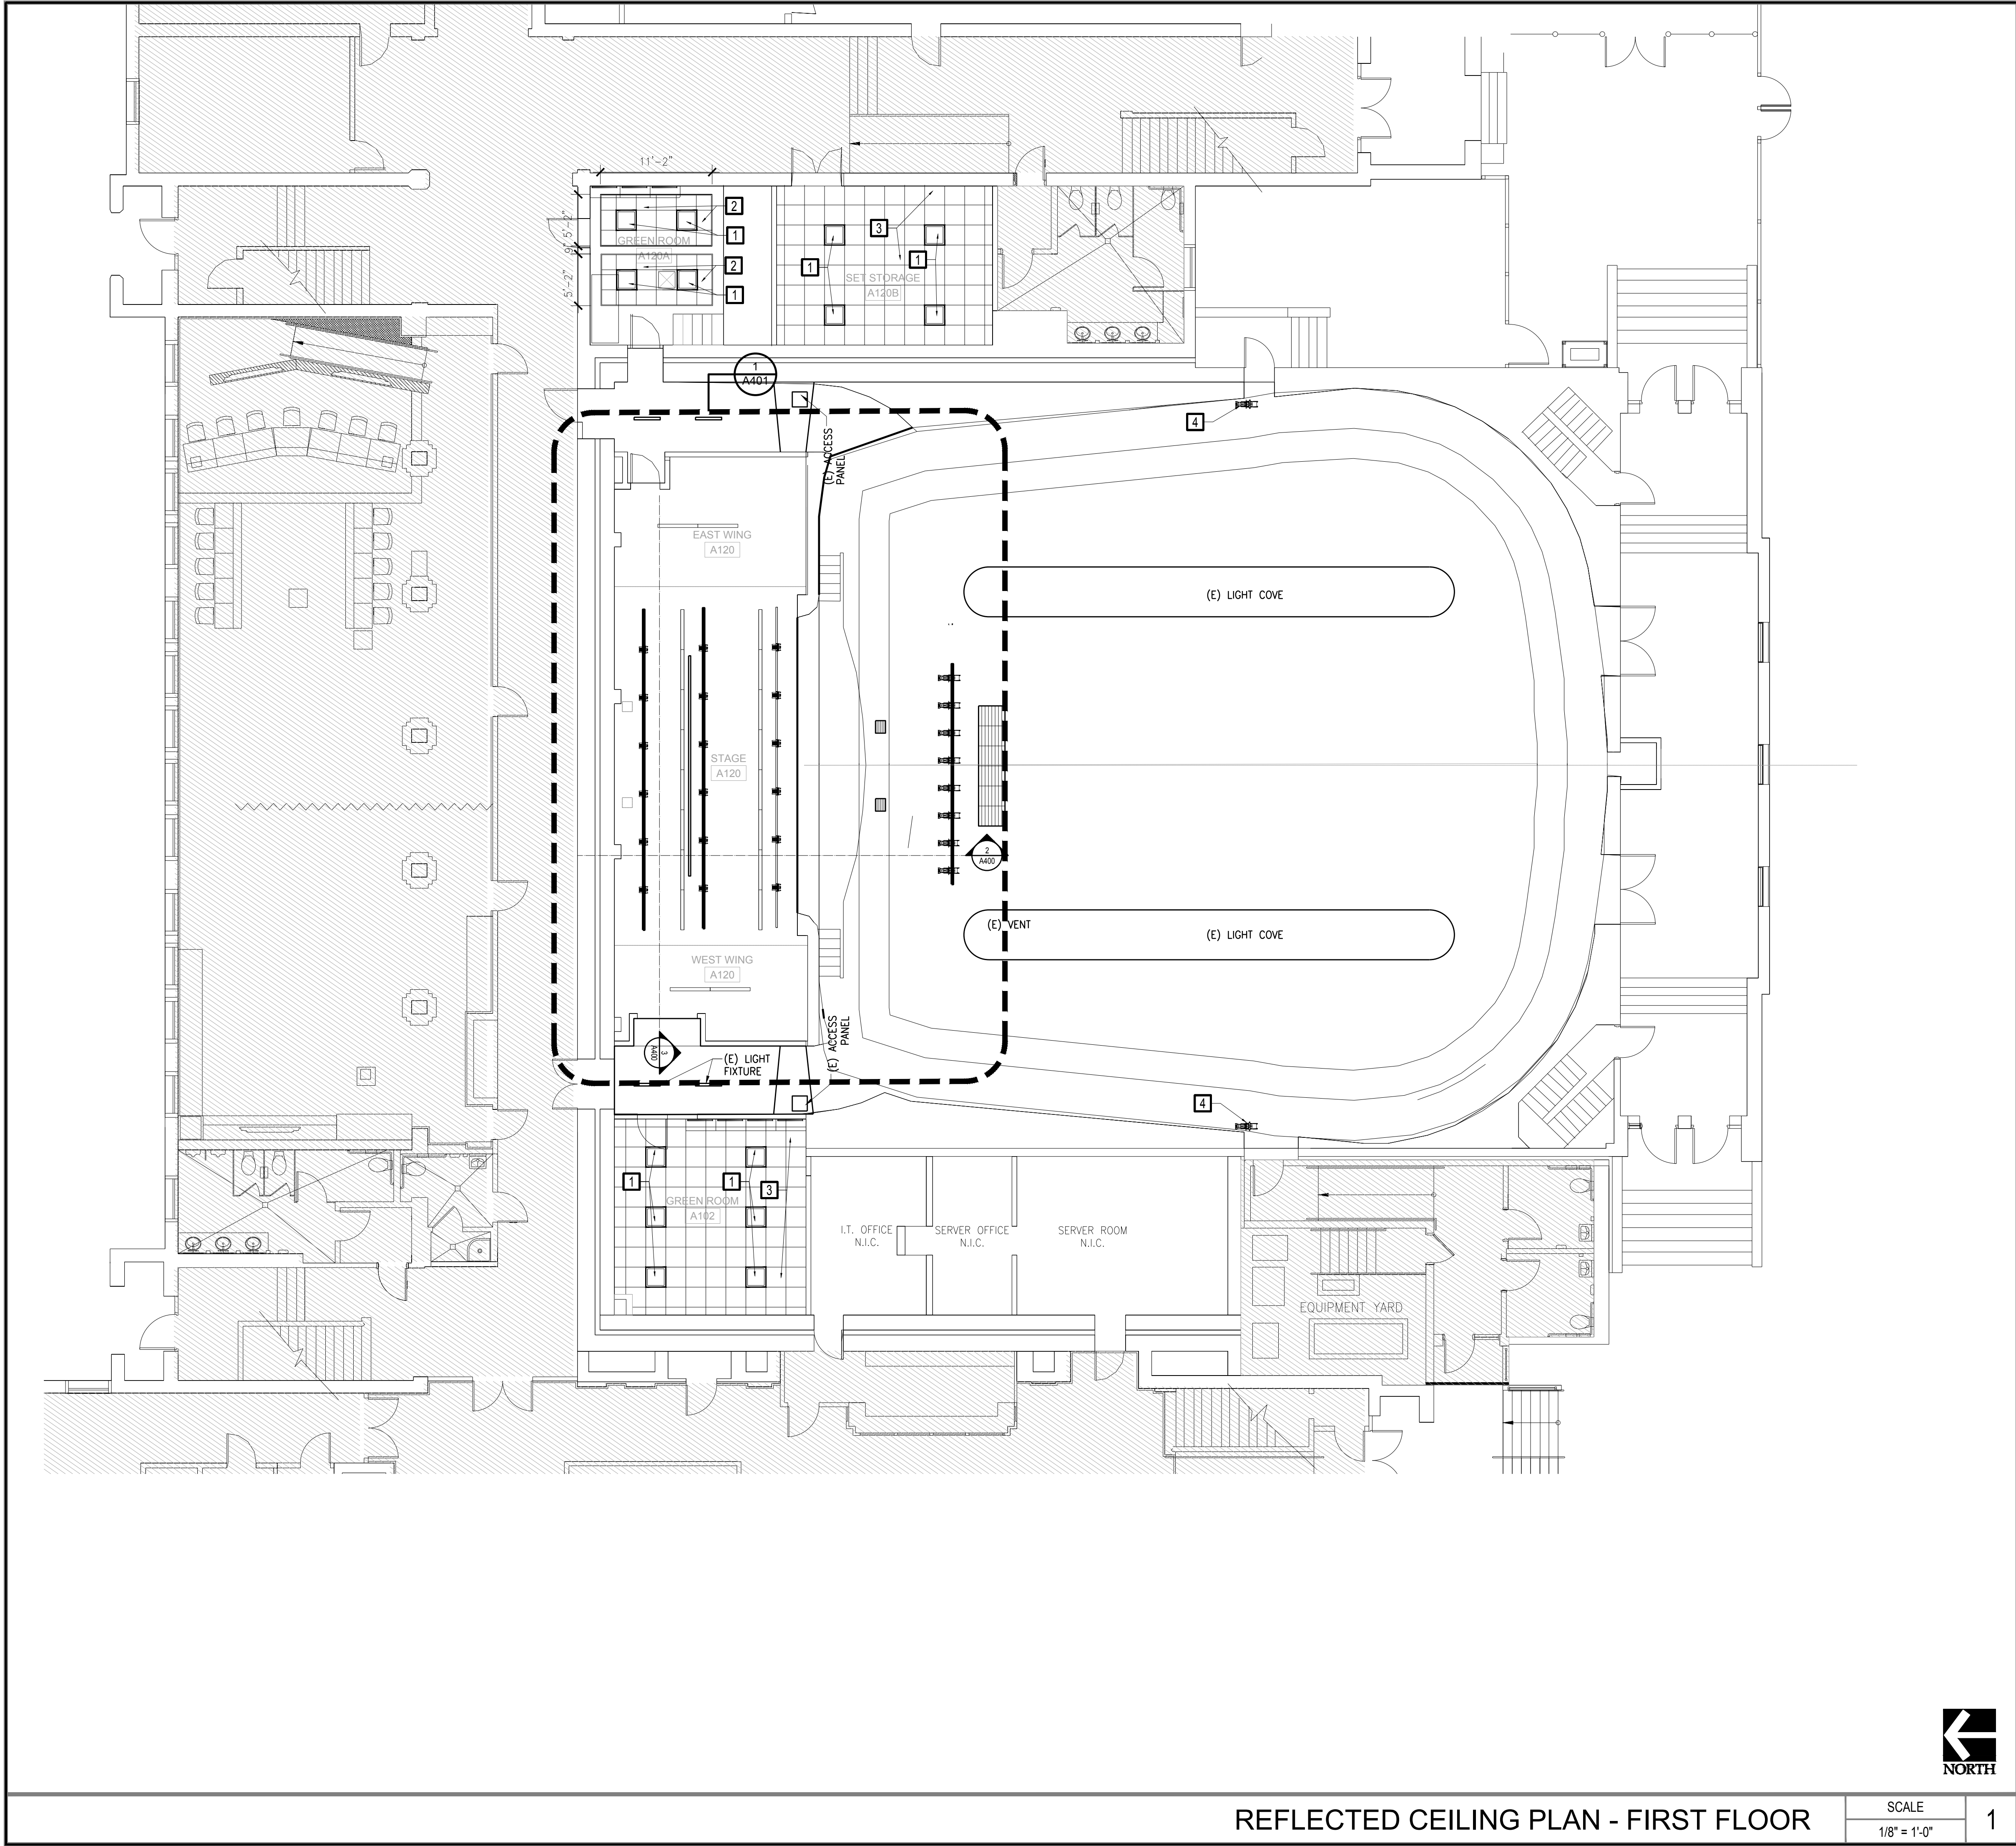 11'-2"
5'-2"
9"
5'-2"
2
1
2
1
GREEN ROOM
A120A
3
1
1
SET STORAGE
A120B
1
A401
4
(E) ACCESS
PANEL
EAST WING
A120
(E) LIGHT COVE
STAGE
A120
2
A400
(E) VENT
(E) LIGHT COVE
WEST WING
A120
(E) ACCESS
PANEL
3
A400
(E) LIGHT
FIXTURE
4
1
1
3
GREEN ROOM
A102
I.T. OFFICE
N.I.C.
SERVER OFFICE
N.I.C.
SERVER ROOM
N.I.C.
EQUIPMENT YARD
NORTH
REFLECTED CEILING PLAN - FIRST FLOOR
SCALE
1/8" = 1'-0"
1